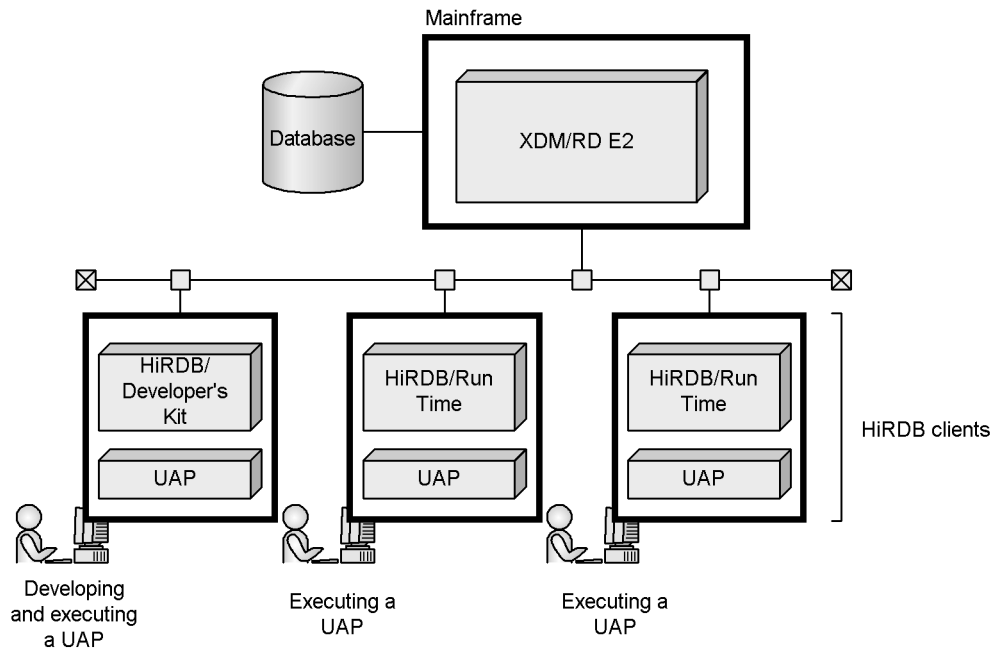 Mainframe
Database
XDM/RD E2
HiRDB/
Developer's
Kit
UAP
HiRDB/Run
Time
UAP
HiRDB/Run
Time
UAP
HiRDB clients
Developing
and executing
a UAP
Executing a
UAP
Executing a
UAP